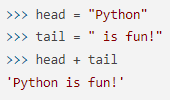 >>> head = "Python"
>>> tail = " is fun!"
>>> head + tail
'Python is fun!'